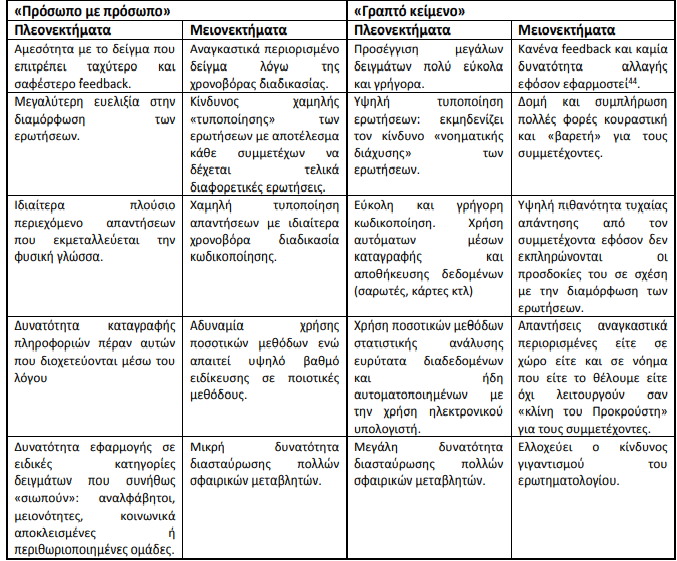 «Πρόσωπο με πρόσωπο»
«Γραπτό κείμενο»
Πλεονεκτήματα
Μειονεκτήματα
Πλεονεκτήματα
Μειονεκτήματα
Αμεσότητα με το δείγμα που
επιτρέπει ταχύτερο και
σαφέστερο feedback.
Αναγκαστικά περιορισμένο
δείγμα λόγω της
χρονοβόρας διαδικασίας.
Προσέγγιση μεγάλων
δειγμάτων πολύ εύκολα
και γρήγορα.
Κανένα feedback και καμία
δυνατότητα αλλαγής
εφόσον εφαρμοστεί44.
Μεγαλύτερη ευελιξία στην
διαμόρφωση των
ερωτήσεων.
Κίνδυνος χαμηλής
«τυποποίησης» των
ερωτήσεων με αποτέλεσμα
κάθε συμμετέχων να
δέχεται τελικά
διαφορετικές ερωτήσεις.
Υψηλή τυποποίηση
ερωτήσεων: εκμηδενίζει
τον κίνδυνο «νοηματικής
διάχυσης» των
ερωτήσεων.
Δομή και συμπλήρωση
πολλές φορές κουραστική
και «βαρετή» για τους
συμμετέχοντες.
Ιδιαίτερα πλούσιο
περιεχόμενο απαντήσεων
που εκμεταλλεύεται την
φυσική γλώσσα.
Χαμηλή τυποποίηση
απαντήσεων με ιδιαίτερα
χρονοβόρα διαδικασία
κωδικοποίησης.
Εύκολη και γρήγορη
κωδικοποίηση. Χρήση
αυτόματων μέσων
καταγραφής και
αποθήκευσης δεδομένων
(σαρωτές, κάρτες κτλ)
Υψηλή πιθανότητα τυχαίας
απάντησης από τον
συμμετέχοντα εφόσον δεν
εκπληρώνονται οι
προσδοκίες του σε σχέση
με την διαμόρφωση των
ερωτήσεων.
Δυνατότητα καταγραφής
πληροφοριών πέραν αυτών
που διοχετεύονται μέσω του
λόγου
Αδυναμία χρήσης
ποσοτικών μεθόδων ενώ
απαιτεί υψηλό βαθμό
ειδίκευσης σε ποιοτικές
μεθόδους.
Χρήση ποσοτικών μεθόδων
στατιστικής ανάλυσης
ευρύτατα διαδεδομένων
και ήδη
αυτοματοποιημένων με
την χρήση ηλεκτρονικού
υπολογιστή.
Απαντήσεις αναγκαστικά
περιορισμένες είτε σε
χώρο είτε και σε νόημα
που είτε το θέλουμε είτε
όχι λειτουργούν σαν
«κλίνη του Προκρούστη»
για τους συμμετέχοντες.
Δυνατότητα εφαρμογής σε
ειδικές κατηγορίες
δειγμάτων που συνήθως
«σιωπούν»: αναλφάβητοι,
μειονότητες, κοινωνικά
αποκλεισμένες ή
περιθωριοποιημένες ομάδες.
Μικρή δυνατότητα
διασταύρωσης πολλών
σφαιρικών μεταβλητών.
Μεγάλη δυνατότητα
διασταύρωσης πολλών
σφαιρικών μεταβλητών.
Ελλοχεύει ο κίνδυνος
γιγαντισμού του
ερωτηματολογίου.